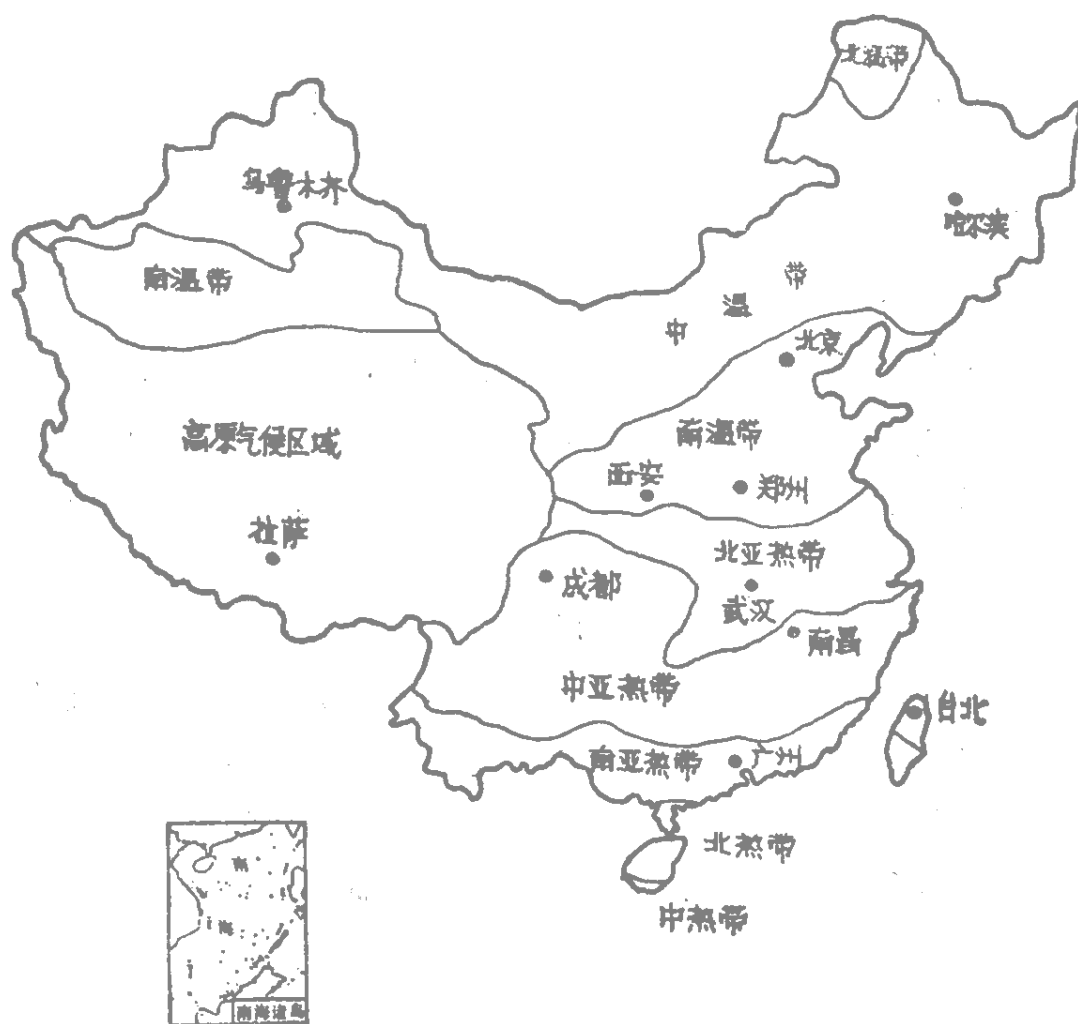 北温带
乌鲁木齐
哈尔滨
南温带
中温带
北京
高原气候区域
南温带
西安
郑州
拉萨
北亚热带
成都
武汉
南昌
中亚热带
台北
南亚热带
广州
北热带
中热带
南
海
南海诸岛